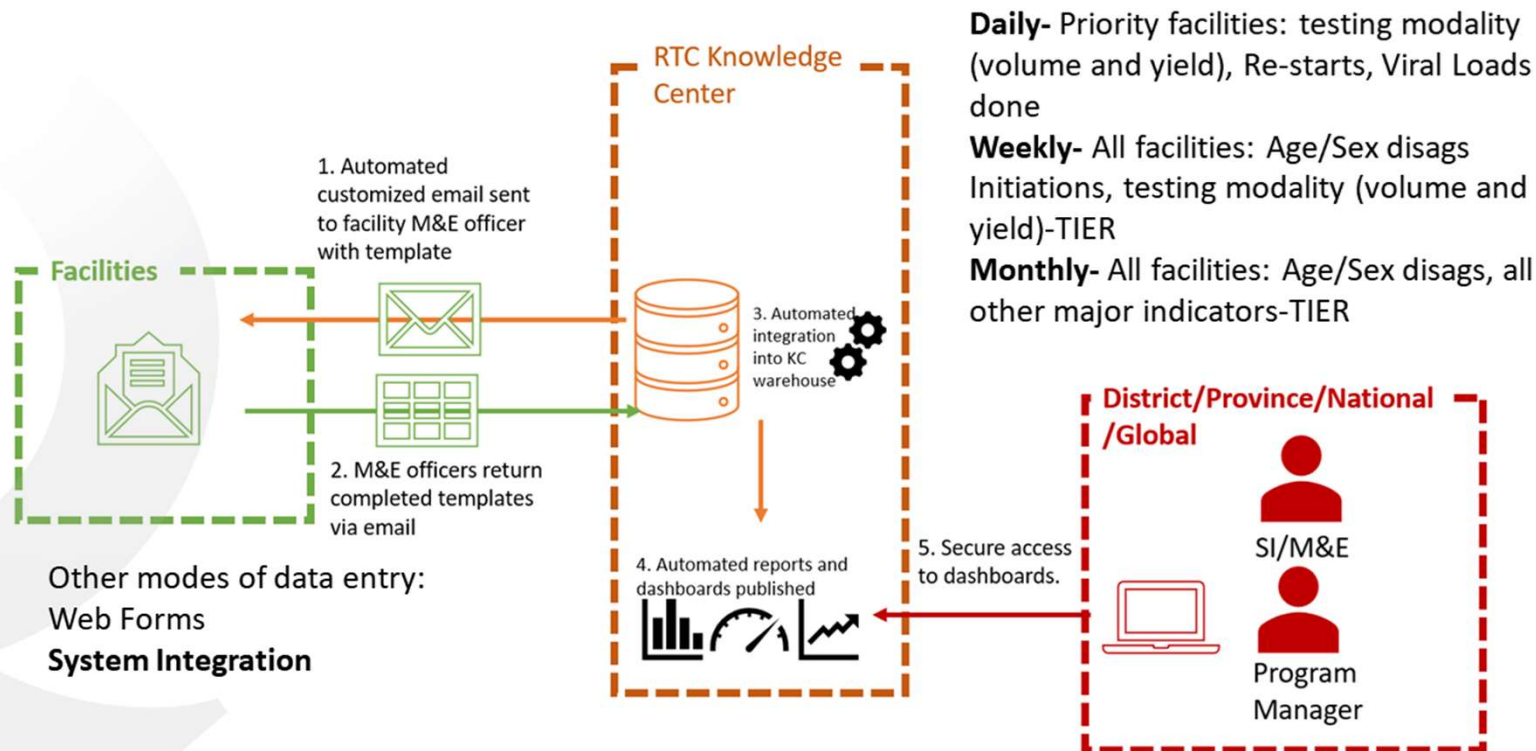 Daily- Priority facilities: testing modality
(volume and yield), Re-starts, Viral Loads
done
Weekly- All facilities: Age/Sex disags
Initiations, testing modality (volume and
yield)-TIER
Monthly- All facilities: Age/Sex disags, all
other major indicators-TIER
RTC Knowledge
Center
1. Automated
customized email sent
to facility M&E officer
with template
Facilities
3. Automated
integration
into KC
warehouse
2. M&E officers return
completed templates
via email
District/Province/National
/Global
SI/M&E
Program
Manager
4. Automated reports and
dashboards published
5. Secure access
to dashboards.
Other modes of data entry:
Web Forms
System Integration